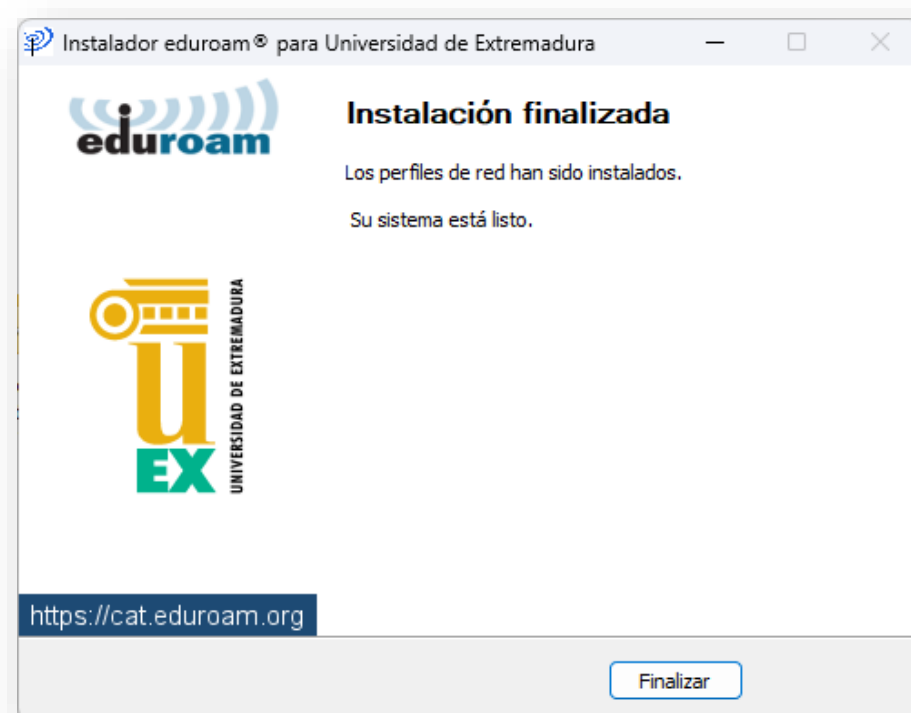 Instalador eduroam® para Universidad de Extremadura
eduroam
Instalación finalizada
Los perfiles de red han sido instalados.
Su sistema está listo.
u
EX
UNIVERSIDAD DE EXTREMADURA
https://cat.eduroam.org
Finalizar